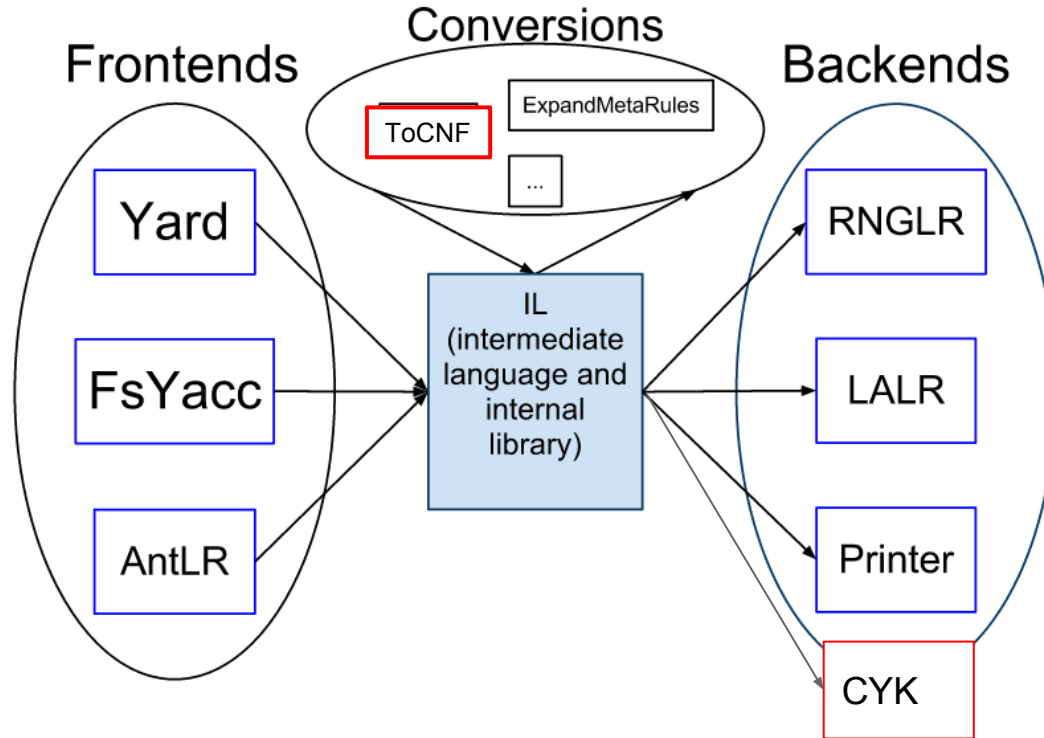 Conversions
Frontends
Backends
ExpandMetaRules
ToCNF
...
Yard
RNGLR
IL
(intermediate
language and
internal
library)
FsYacc
LALR
AntLR
Printer
CYK